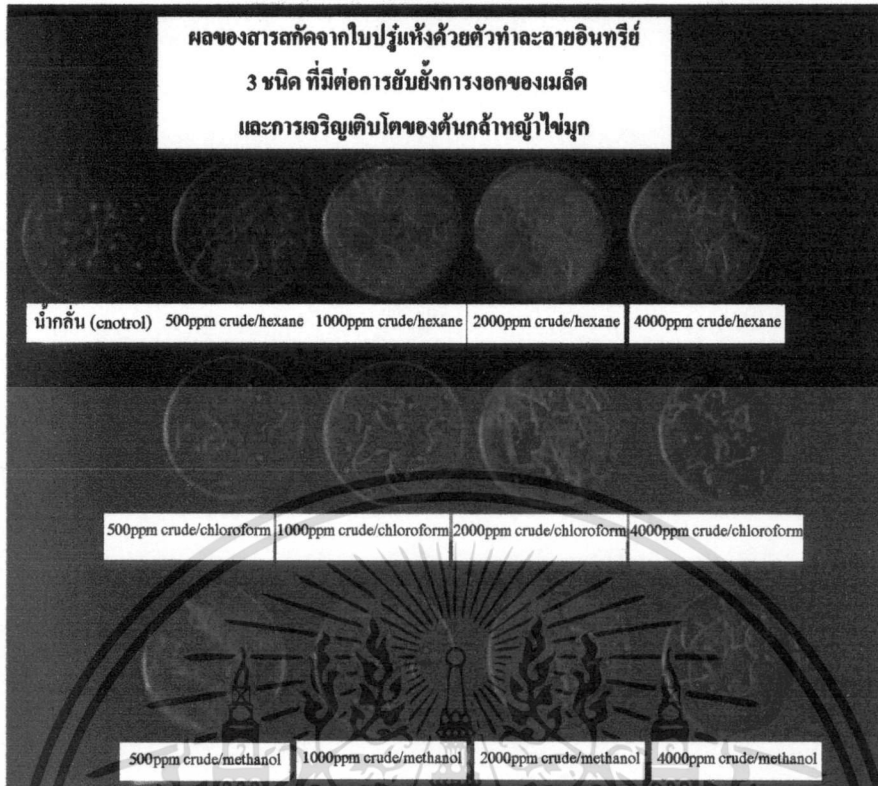 ผลของสารสกัดจากใบปรู๋แห้งด้วยตัวทำละลายอินทรีย์
3 ชนิด ที่มีต่อการยับยั้งการงอกของเมล็ด
และการเจริญเติบโตของต้นกล้าหญ้าไข่มุก
น้ำกลั่น (cnotrol) 500ppm crude/hexane 1000ppm crude/hexane 2000ppm crude/hexane 4000ppm crude/hexane
500ppm crude/chloroform 1000ppm crude/chloroform 2000ppm crude/chloroform 4000ppm crude/chloroform
500ppm crude/methanol 1000ppm crude/methanol 2000ppm crude/methanol 4000ppm crude/methanol